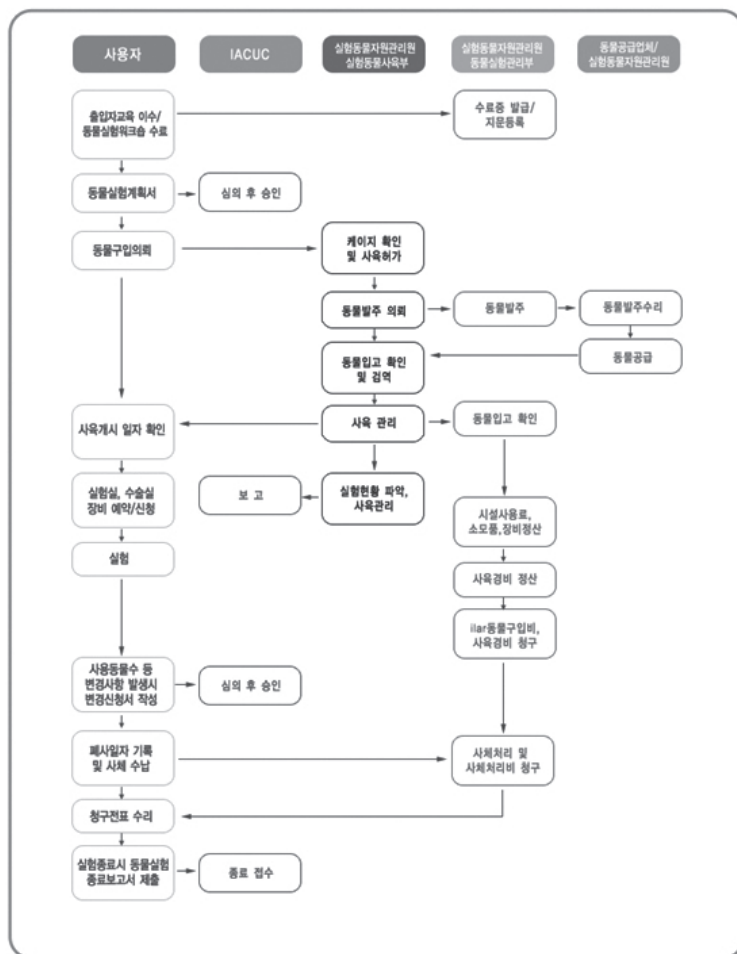 사용자
IACUC
실험동물자원관리원
실험동물사육부
실험동물자원관리원
동물실험관리부
동물공급업체/
실험동물자원관리원
출입자교육 이수/
동물실험워크숍 수료
수료증 발급/
지문등록
동물실험계획서
심의 후 승인
동물구입의뢰
케이지 확인
및 사육허가
동물발주 의뢰
동물발주
동물발주수리
동물입고 확인
및 검역
동물공급
사육개시 일자 확인
사육 관리
동물입고 확인
실험실, 수술실
장비 예약/신청
보 고
실험현황 파악,
사육관리
시설사용료,
소모품,장비정산
실험
사육경비 정산
ilar동물구입비,
사육경비 청구
사용동물수 등
변경사항 발생시
변경신청서 작성
심의 후 승인
폐사일자 기록
및 사체 수납
사체처리 및
사체처리비 청구
청구전표 수리
실험종료시 동물실험
종료보고서 제출
종료 접수